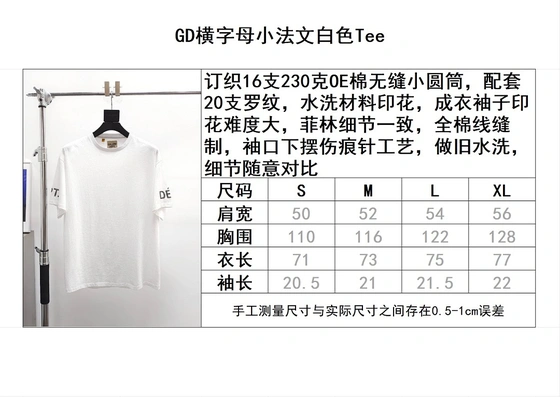 GD横字母小法文白色Tee
订织16支230克OE棉无缝小圆筒，配套
20支罗纹，水洗材料印花，成衣袖子印
花难度大，菲林细节一致，全棉线缝
制，袖口下摆伤痕针工艺，做旧水洗，
细节随意对比
尺码 S M L XL
肩宽 50 52 54 56
胸围 110 116 122 128
衣长 71 73 75 77
袖长 20.5 21 21.5 22
手工测量尺寸与实际尺寸之间存在0.5-1cm误差
DÉ